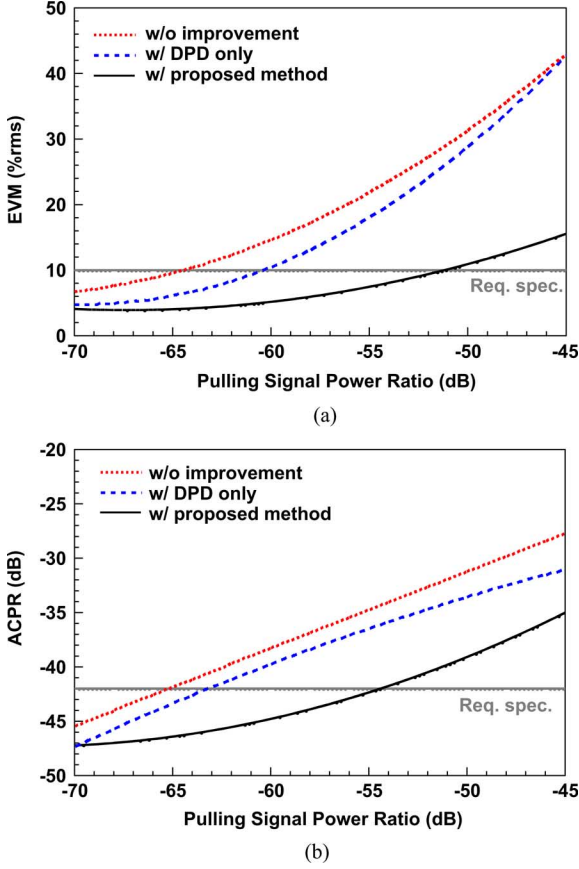 50
40
30
20
10
0
EVM (%rms)
w/o improvement
w/ DPD only
w/ proposed method
Req. spec.
-70 -65 -60 -55 -50 -45
Pulling Signal Power Ratio (dB)
(a)
-20
-25
-30
-35
-40
-45
-50
ACPR (dB)
w/o improvement
w/ DPD only
w/ proposed method
Req. spec.
-70 -65 -60 -55 -50 -45
Pulling Signal Power Ratio (dB)
(b)